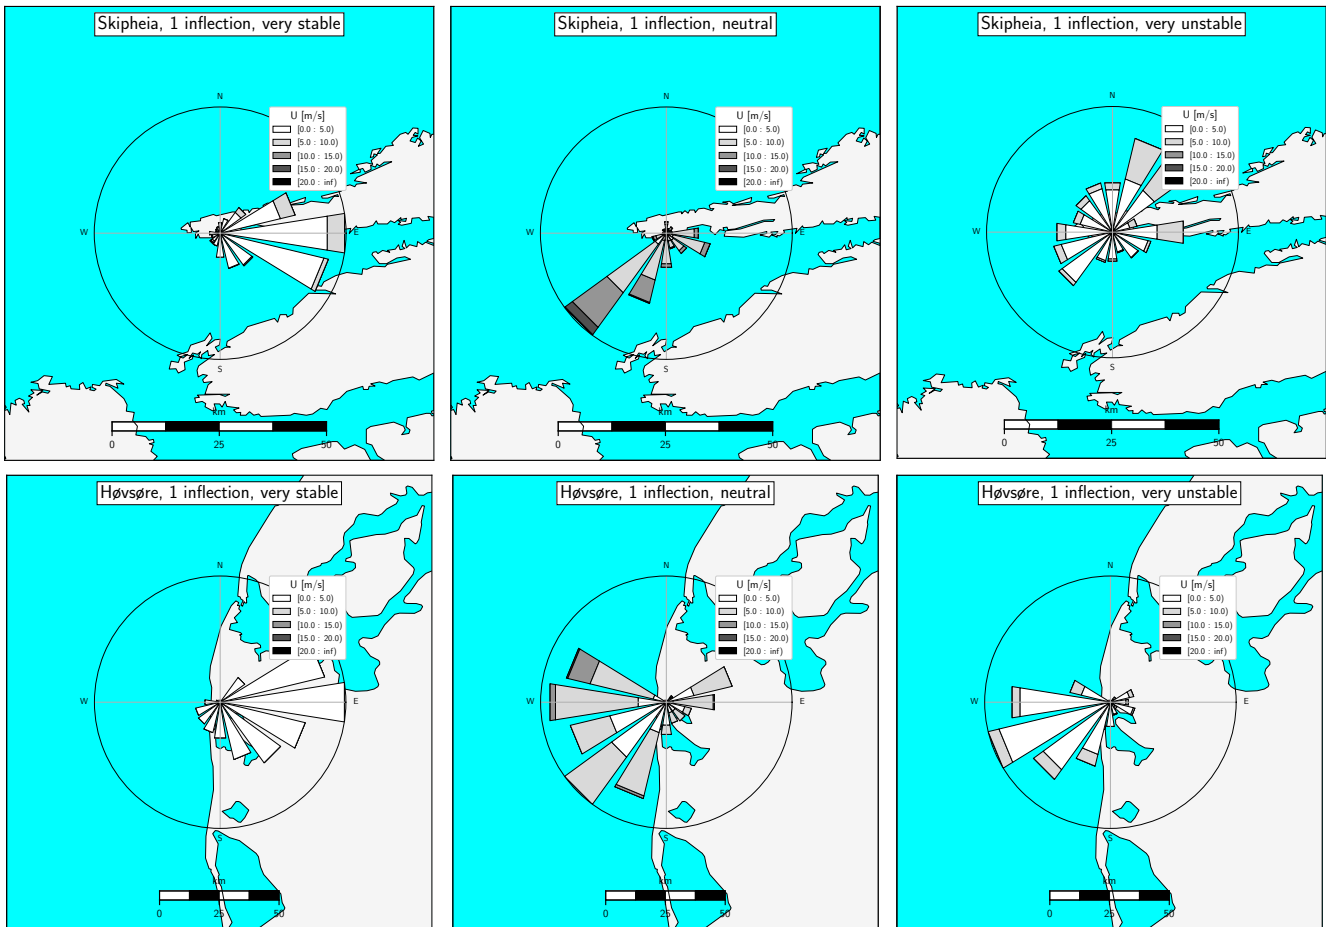 Skipheia, 1 inflection, very stable
N
U [m/s]
[0.0 : 5.0)
[5.0 : 10.0)
[10.0 : 15.0)
[15.0 : 20.0)
[20.0 : inf)
W
E
S
km
0
25
50
Skipheia, 1 inflection, neutral
N
U [m/s]
[0.0 : 5.0)
[5.0 : 10.0)
[10.0 : 15.0)
[15.0 : 20.0)
[20.0 : inf)
W
E
S
km
0
25
50
Skipheia, 1 inflection, very unstable
N
U [m/s]
[0.0 : 5.0)
[5.0 : 10.0)
[10.0 : 15.0)
[15.0 : 20.0)
[20.0 : inf)
W
E
S
km
0
25
50
Høvsøre, 1 inflection, very stable
N
U [m/s]
[0.0 : 5.0)
[5.0 : 10.0)
[10.0 : 15.0)
[15.0 : 20.0)
[20.0 : inf)
W
E
S
km
0
25
50
Høvsøre, 1 inflection, neutral
N
U [m/s]
[0.0 : 5.0)
[5.0 : 10.0)
[10.0 : 15.0)
[15.0 : 20.0)
[20.0 : inf)
W
E
S
km
0
25
50
Høvsøre, 1 inflection, very unstable
N
U [m/s]
[0.0 : 5.0)
[5.0 : 10.0)
[10.0 : 15.0)
[15.0 : 20.0)
[20.0 : inf)
W
E
S
km
0
25
50